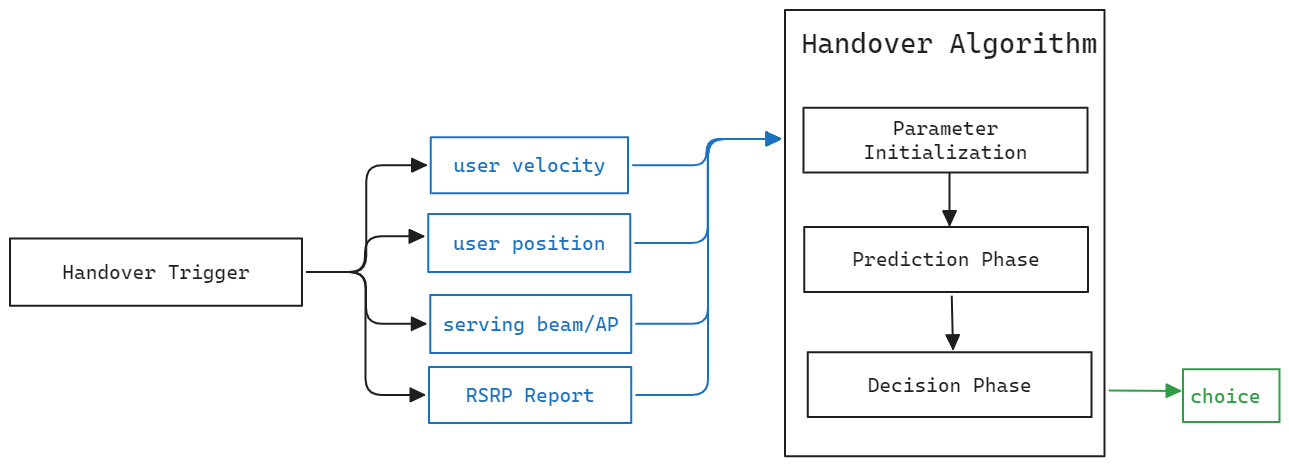 Handover Trigger
user velocity
user position
serving beam/AP
RSRP Report
Handover Algorithm
Parameter
Initialization
Prediction Phase
Decision Phase
choice